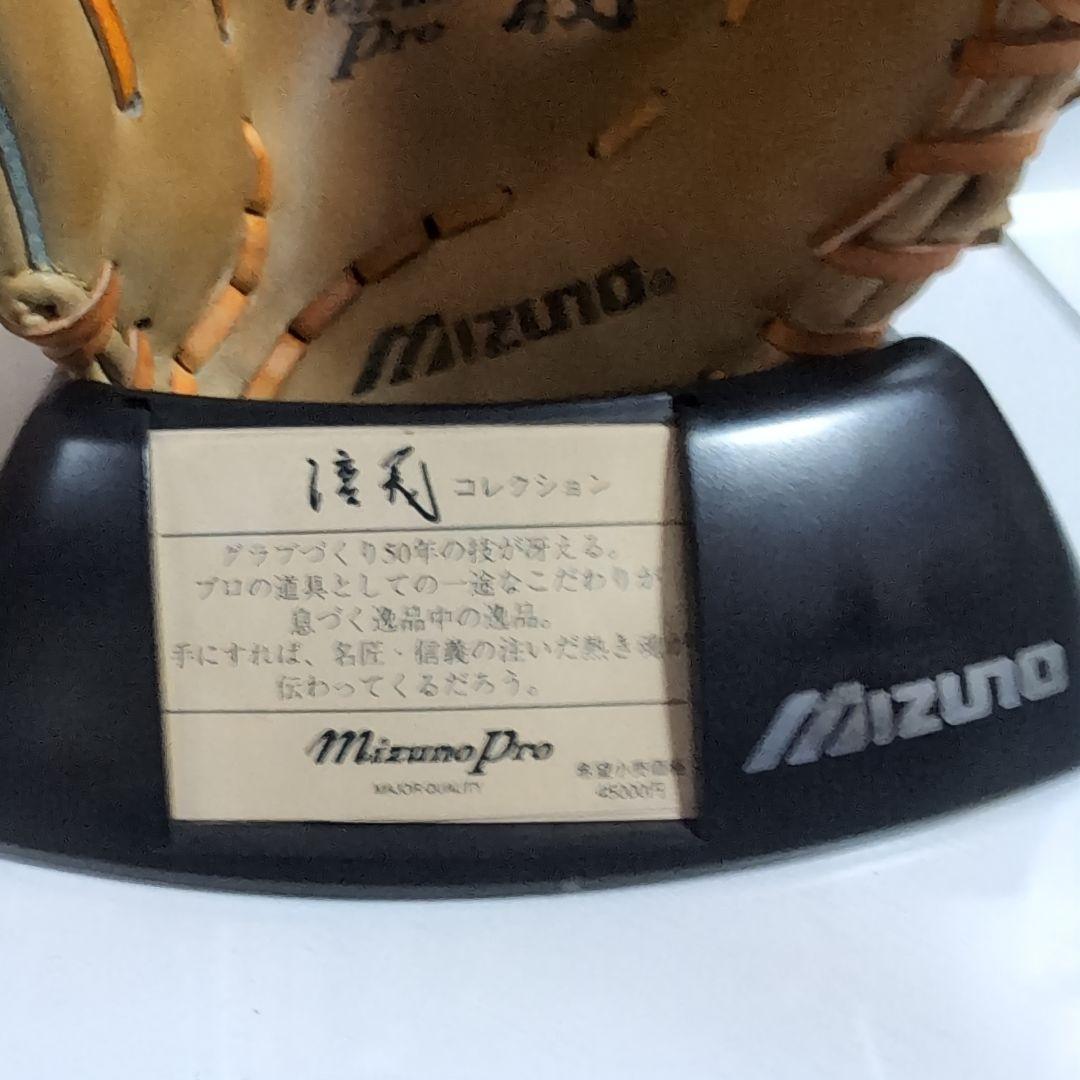 Pro
Mizuno®
コレクション
グラブづくり50年の技が冴える。
プロの道具としての一途なこだわりが
息づく逸品中の逸品。
手にすれば、名匠・信義の注いだ熱き魂が
伝わってくるだろう。
Mizuno Pro
MAJOR QUALITY
希望小売価格
45000円
Mizuno